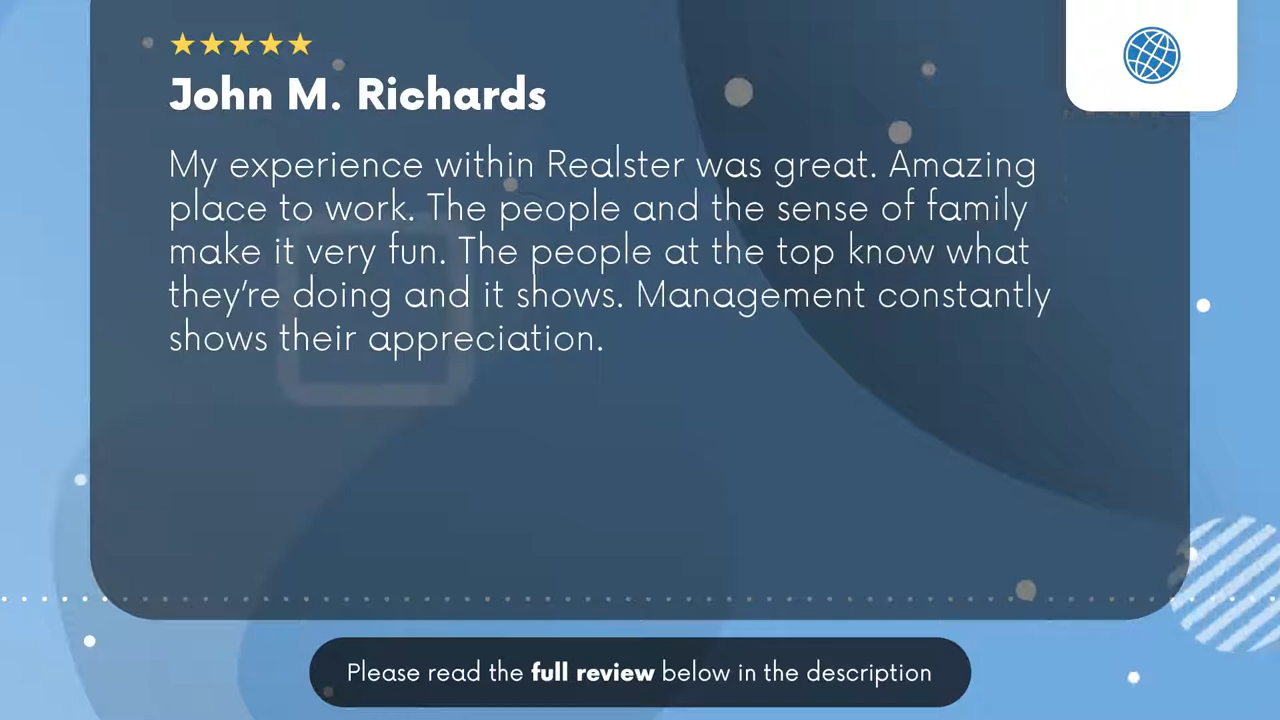 John M. Richards
My experience within Realster was great. Amazing
place to work. The people and the sense of family
make it very fun. The people at the top know what
they’re doing and it shows. Management constantly
shows their appreciation.
Please read the full review below in the description